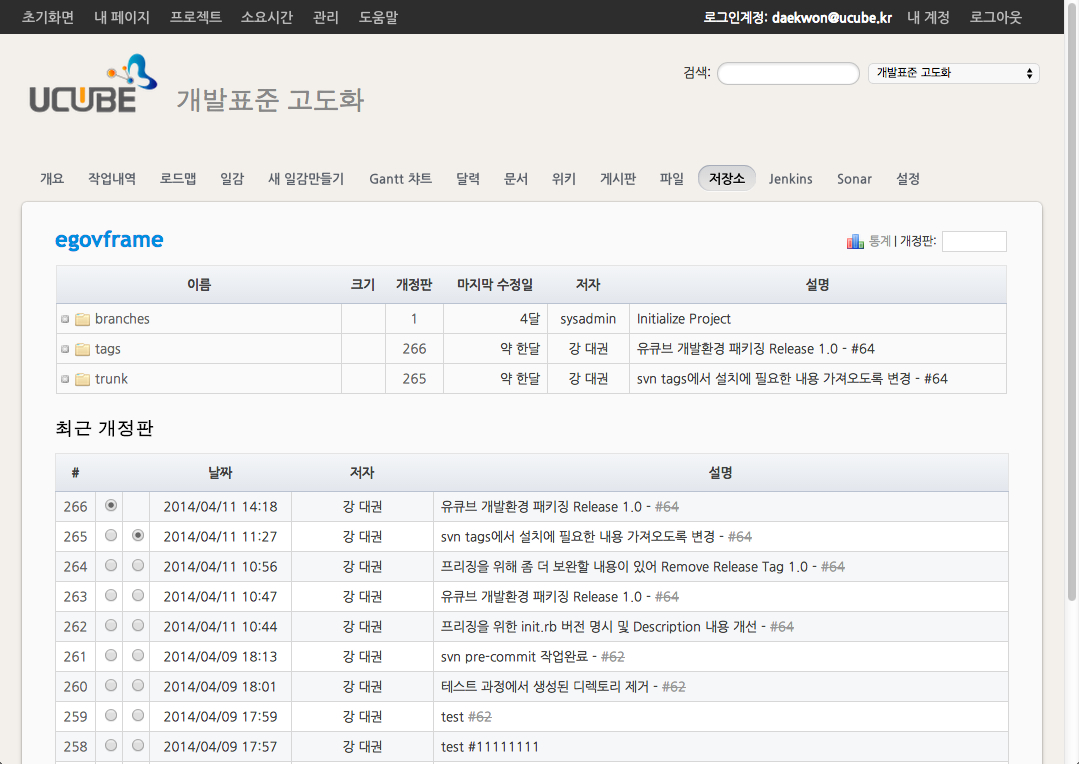 초기화면 내 페이지 프로젝트 소요시간 관리 도움말 로그인계정: daekwon@ucube.kr 내 계정 로그아웃
검색: 개발표준 고도화
UCUBE 개발표준 고도화
개요 작업내역 로드맵 일감 새 일감만들기 Gantt 챠트 달력 문서 위키 게시판 파일 저장소 Jenkins Sonar 설정
egovframe 통계 | 개정판:
이름 크기 개정판 마지막 수정일 저자 설명
branches 1 4달 sysadmin Initialize Project
tags 266 약 한달 강 대권 유큐브 개발환경 패키징 Release 1.0 - #64
trunk 265 약 한달 강 대권 svn tags에서 설치에 필요한 내용 가져오도록 변경 - #64
최근 개정판
# 날짜 저자 설명
266 2014/04/11 14:18 강 대권 유큐브 개발환경 패키징 Release 1.0 - #64
265 2014/04/11 11:27 강 대권 svn tags에서 설치에 필요한 내용 가져오도록 변경 - #64
264 2014/04/11 10:56 강 대권 프리징을 위해 좀 더 보완할 내용이 있어 Remove Release Tag 1.0 - #64
263 2014/04/11 10:47 강 대권 유큐브 개발환경 패키징 Release 1.0 - #64
262 2014/04/11 10:44 강 대권 프리징을 위한 init.rb 버전 명시 및 Description 내용 개선 - #64
261 2014/04/09 18:13 강 대권 svn pre-commit 작업완료 - #62
260 2014/04/09 18:01 강 대권 테스트 과정에서 생성된 디렉토리 제거 - #62
259 2014/04/09 17:59 강 대권 test #62
258 2014/04/09 17:57 강 대권 test #11111111